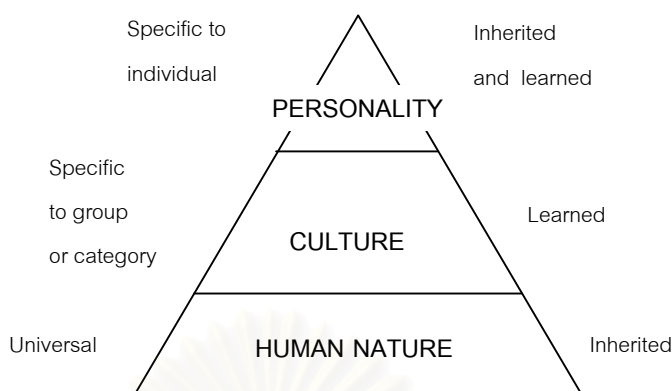 Specific to
individual
Inherited
and learned
PERSONALITY
Specific
to group
or category
CULTURE
Learned
Universal
HUMAN NATURE
Inherited